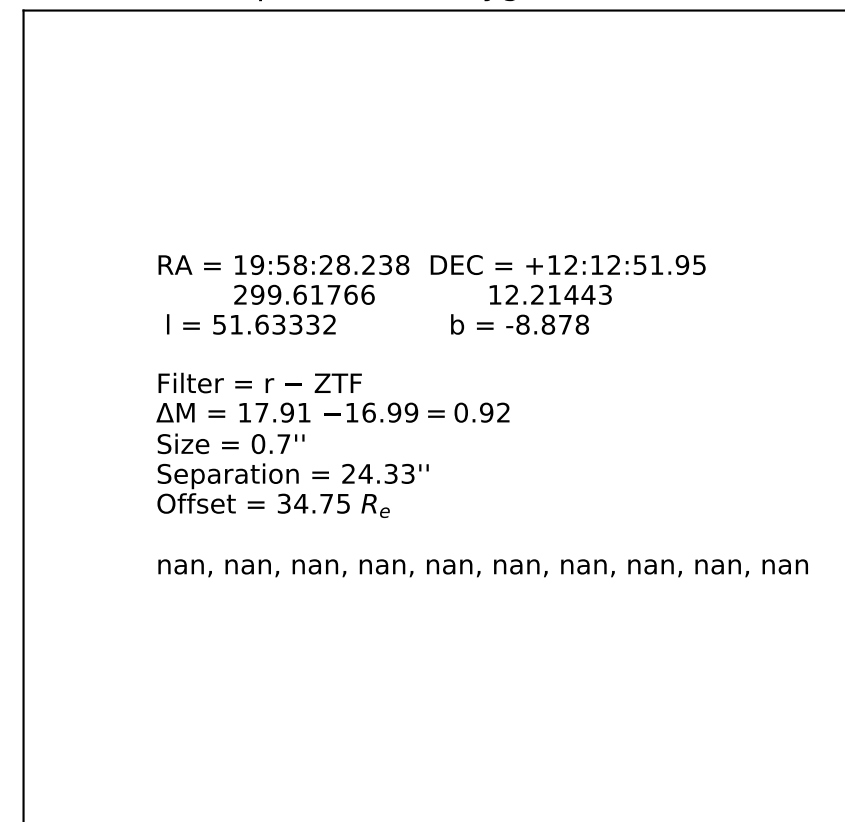 RA = 19:58:28.238 DEC = +12:12:51.95
299.61766 12.21443
l = 51.63332 b = -8.878
Filter = r − ZTF
ΔM = 17.91 −16.99 = 0.92
Size = 0.7''
Separation = 24.33''
Offset = 34.75 Rₑ
nan, nan, nan, nan, nan, nan, nan, nan, nan, nan